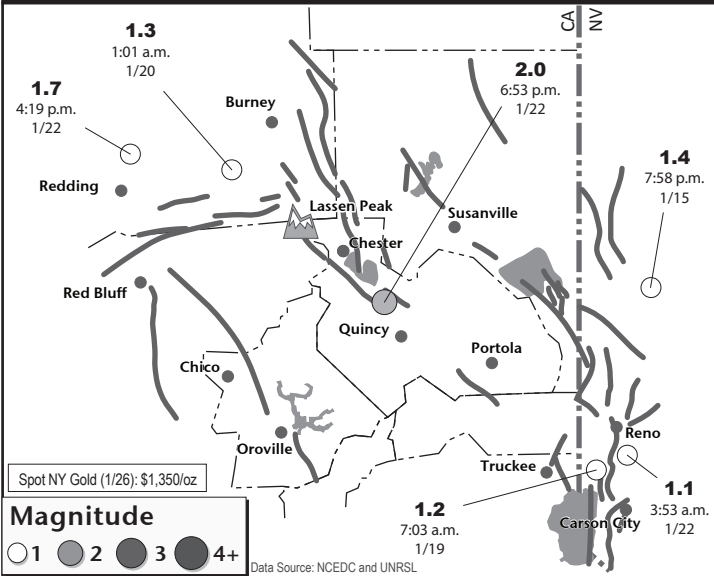 CA
NV
1.3
1:01 a.m.
1/20
2.0
6:53 p.m.
1/22
1.7
4:19 p.m.
1/22
Burney
1.4
7:58 p.m.
1/15
Redding
Lassen Peak
Susanville
Chester
Red Bluff
Quincy
Portola
Chico
Reno
Oroville
Truckee
1.1
3:53 a.m.
1/22
Spot NY Gold (1/26): $1,350/oz
1.2
7:03 a.m.
1/19
Carson City
Magnitude
1 2 3 4+
Data Source: NCEDC and UNRSL